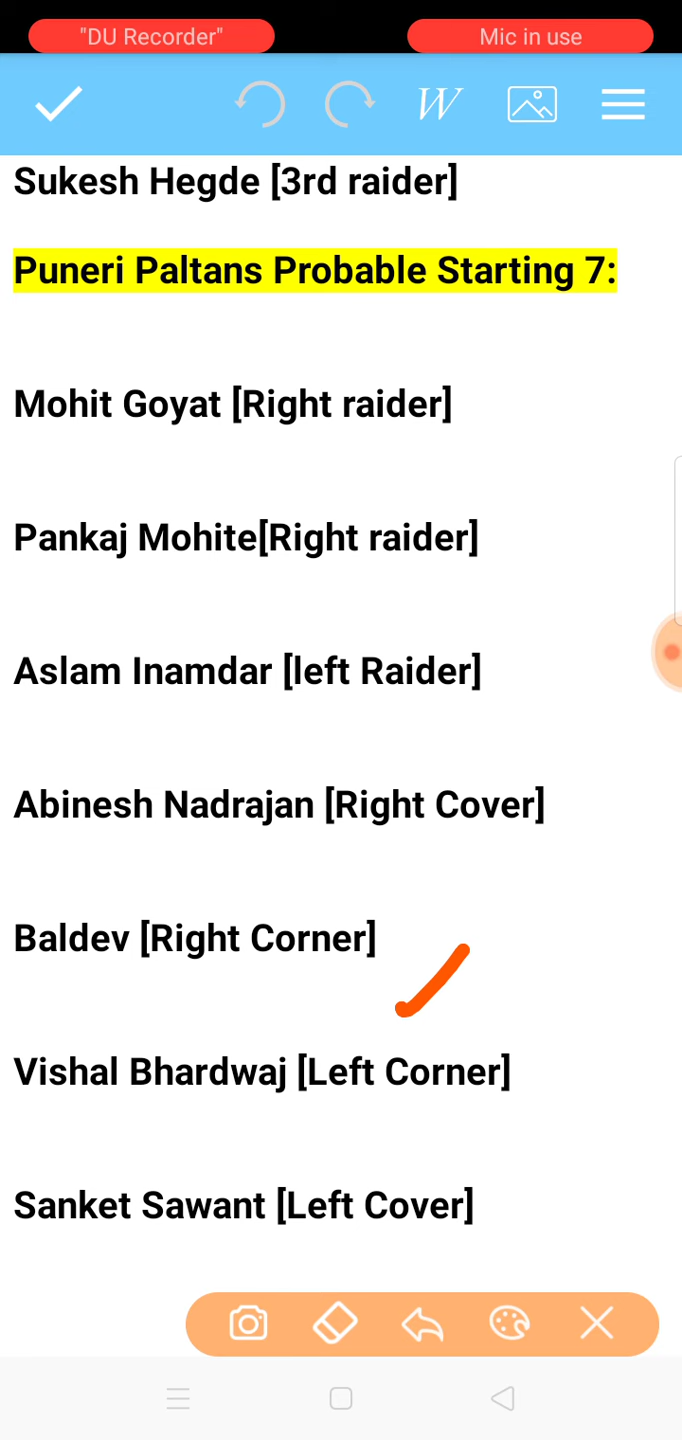 "DU Recorder" Mic in use
W
Sukesh Hegde [3rd raider]
Puneri Paltans Probable Starting 7:
Mohit Goyat [Right raider]
Pankaj Mohite[Right raider]
Aslam Inamdar [left Raider]
Abinesh Nadrajan [Right Cover]
Baldev [Right Corner]
Vishal Bhardwaj [Left Corner]
Sanket Sawant [Left Cover]